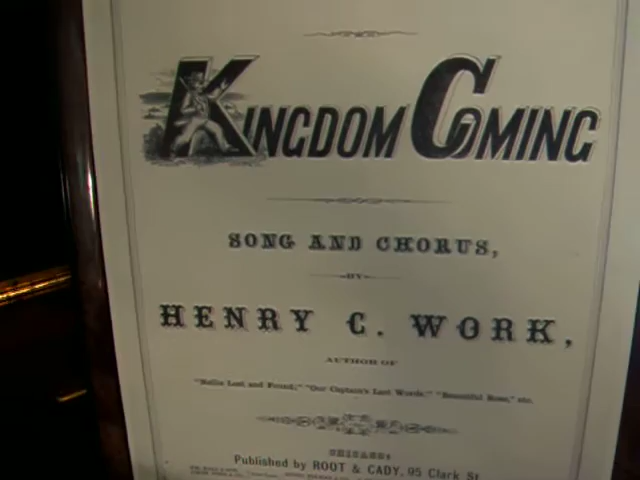 KINGDOM COMING
SONG AND CHORUS,
BY
HENRY C. WORK,
AUTHOR OF
"Nellie Lost and Found;" "Our Captain's Last Words;" "Beautiful Rose," etc.
CHICAGO:
Published by ROOT & CADY, 95 Clark St